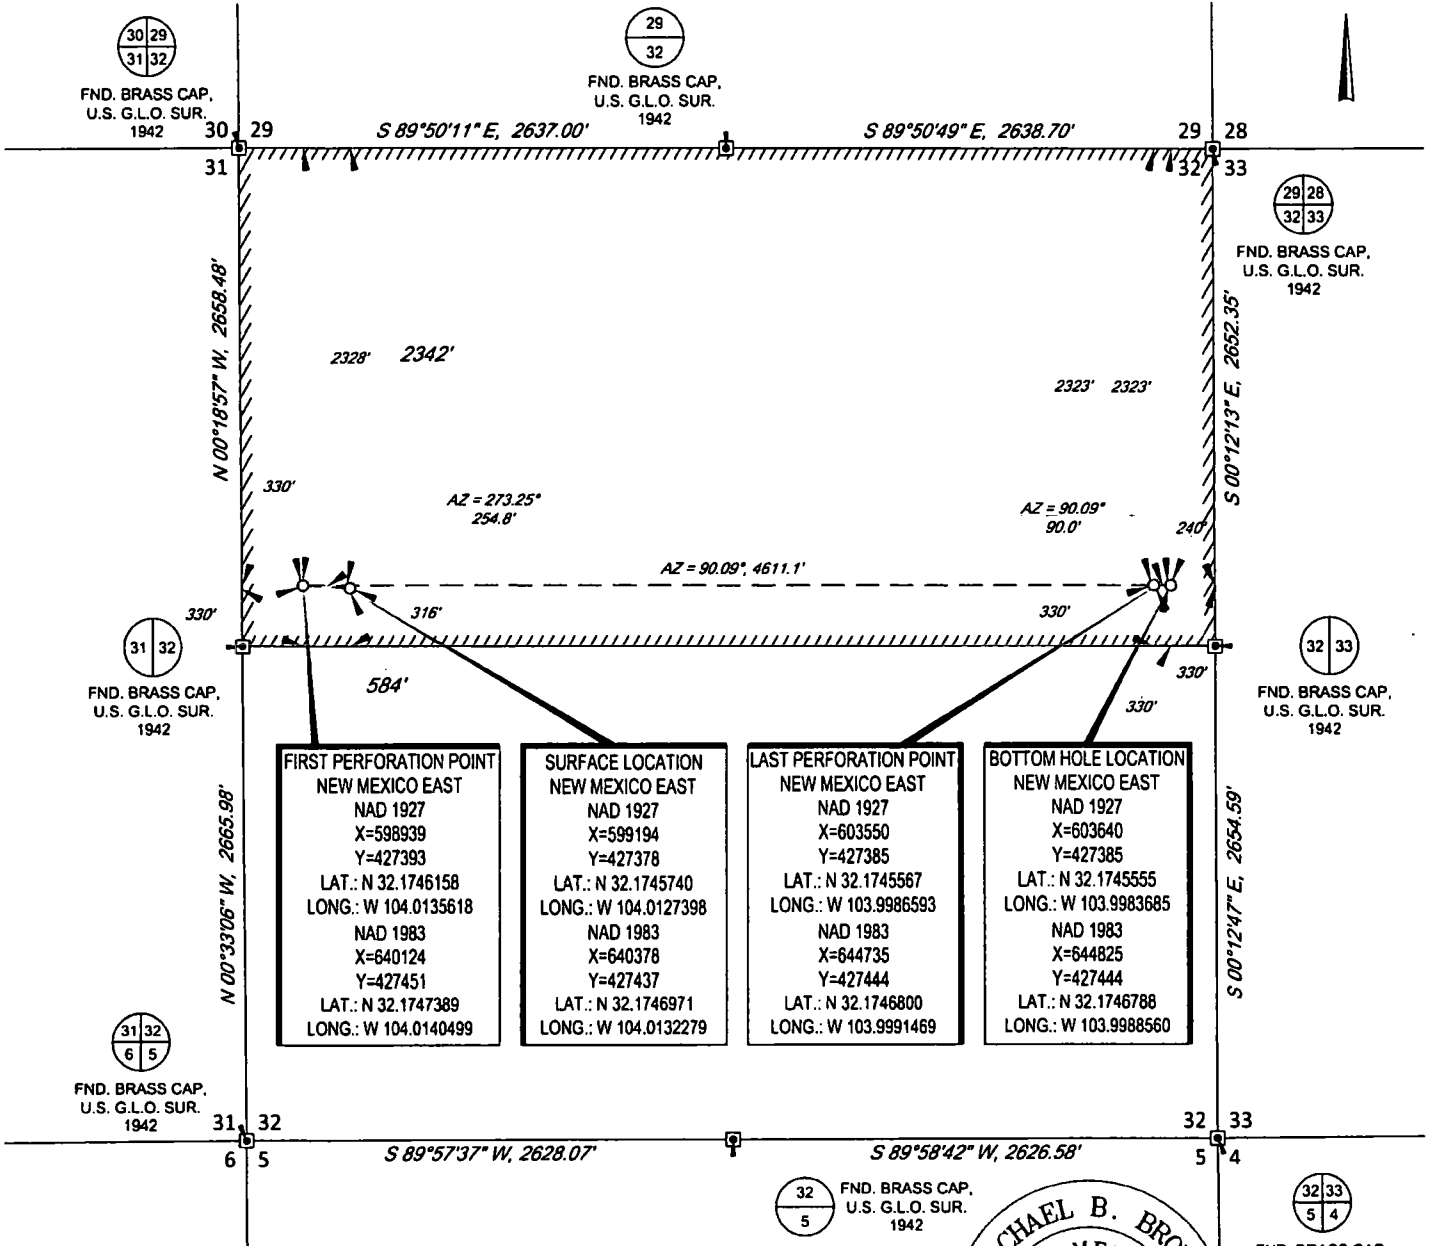 30 29
31 32
FND. BRASS CAP,
U.S. G.L.O. SUR.
1942
29
32
FND. BRASS CAP,
U.S. G.L.O. SUR.
1942
30 29
31
S 89°50'11" E, 2637.00'
S 89°50'49" E, 2638.70'
29 28
32 33
29 28
32 33
FND. BRASS CAP,
U.S. G.L.O. SUR.
1942
N 00°18'57" W, 2658.48'
S 00°12'13" E, 2652.35'
2328' 2342'
2323' 2323'
330'
AZ = 273.25°
254.8'
AZ = 90.09°
90.0'
240'
AZ = 90.09°, 4611.1'
330'
316'
330'
31 32
FND. BRASS CAP,
U.S. G.L.O. SUR.
1942
584'
330'
330'
32 33
FND. BRASS CAP,
U.S. G.L.O. SUR.
1942
FIRST PERFORATION POINT
NEW MEXICO EAST
NAD 1927
X=598939
Y=427393
LAT.: N 32.1746158
LONG.: W 104.0135618
NAD 1983
X=640124
Y=427451
LAT.: N 32.1747389
LONG.: W 104.0140499
SURFACE LOCATION
NEW MEXICO EAST
NAD 1927
X=599194
Y=427378
LAT.: N 32.1745740
LONG.: W 104.0127398
NAD 1983
X=640378
Y=427437
LAT.: N 32.1746971
LONG.: W 104.0132279
LAST PERFORATION POINT
NEW MEXICO EAST
NAD 1927
X=603550
Y=427385
LAT.: N 32.1745567
LONG.: W 103.9986593
NAD 1983
X=644735
Y=427444
LAT.: N 32.1746800
LONG.: W 103.9991469
BOTTOM HOLE LOCATION
NEW MEXICO EAST
NAD 1927
X=603640
Y=427385
LAT.: N 32.1745555
LONG.: W 103.9983685
NAD 1983
X=644825
Y=427444
LAT.: N 32.1746788
LONG.: W 103.9988560
N 00°33'06" W, 2665.98'
S 00°12'47" E, 2654.59'
31 32
6 5
FND. BRASS CAP,
U.S. G.L.O. SUR.
1942
31 32
6 5
S 89°57'37" W, 2628.07'
S 89°58'42" W, 2626.58'
32 33
5 4
32
5
FND. BRASS CAP,
U.S. G.L.O. SUR.
1942
CHAEL B. BRO
32 33
5 4